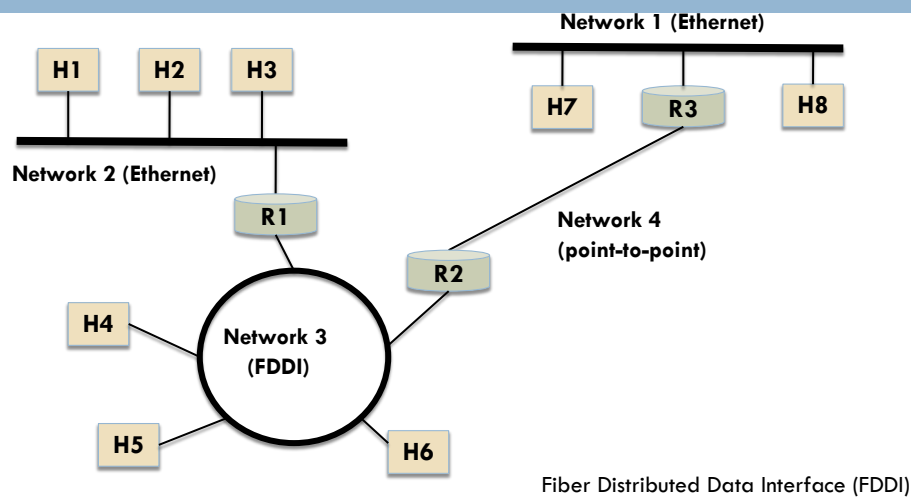 Network 1 (Ethernet)
H1
H2
H3
H7
R3
H8
Network 2 (Ethernet)
R1
Network 4
(point-to-point)
R2
H4
Network 3
(FDDI)
H5
H6
Fiber Distributed Data Interface (FDDI)